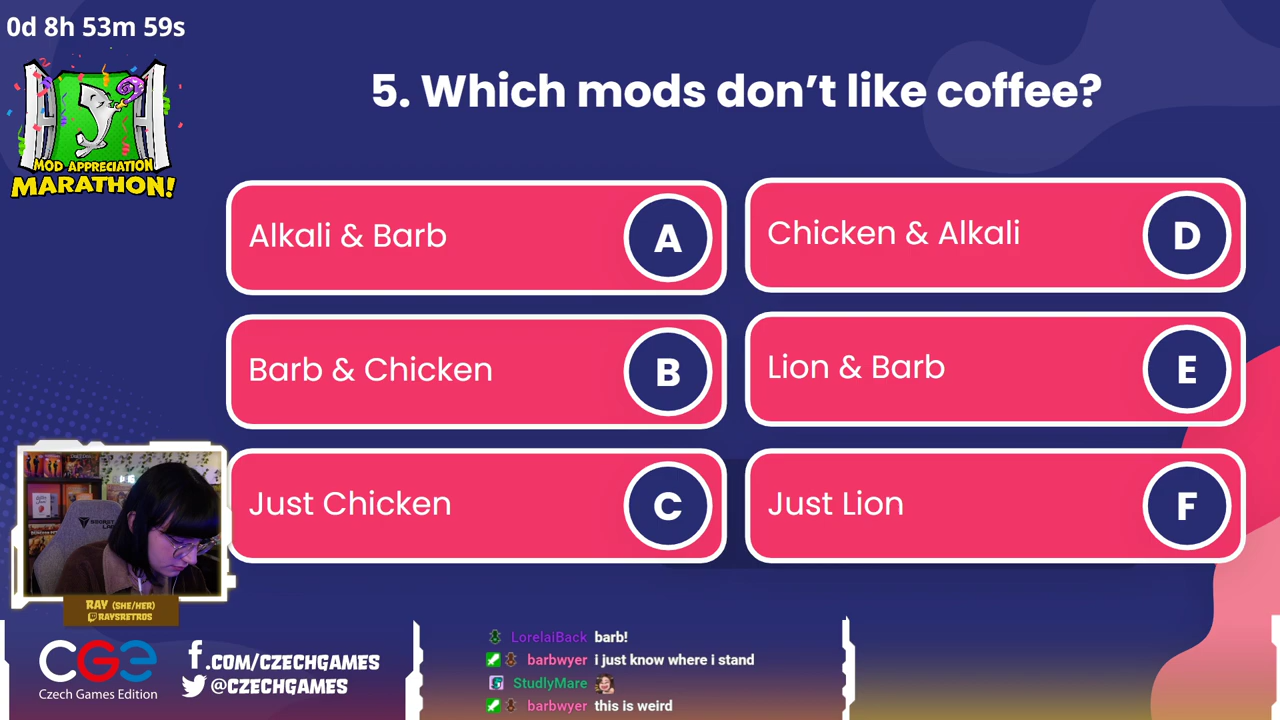 0d 8h 53m 59s
MOD APPRECIATION
MARATHON!
5. Which mods don’t like coffee?
Alkali & Barb
A
Chicken & Alkali
D
Barb & Chicken
B
Lion & Barb
E
Just Chicken
C
Just Lion
F
RAY (SHE/HER)
RAYSRETROS
CGE
Czech Games Edition
f.COM/CZECHGAMES
@CZECHGAMES
LorelaiBack barb!
barbwyer i just know where i stand
StudlyMare
barbwyer this is weird